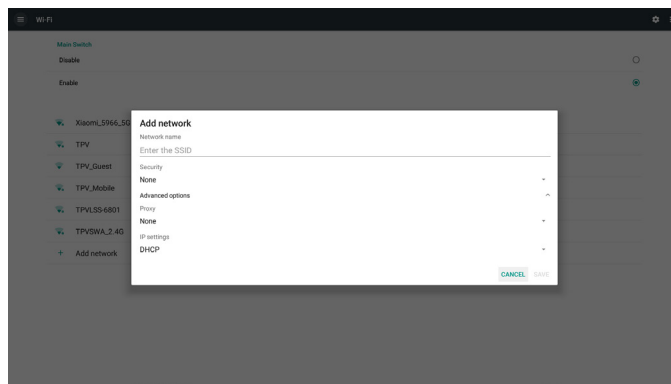 Wi-Fi
Main Switch
Disable
Enable
Xiaomi_5966_5G
TPV
TPV_Guest
TPV_Mobile
TPVLSS-6801
TPVSWA_2.4G
Add network
Add network
Network name
Enter the SSID
Security
None
Advanced options
Proxy
None
IP settings
DHCP
CANCEL SAVE